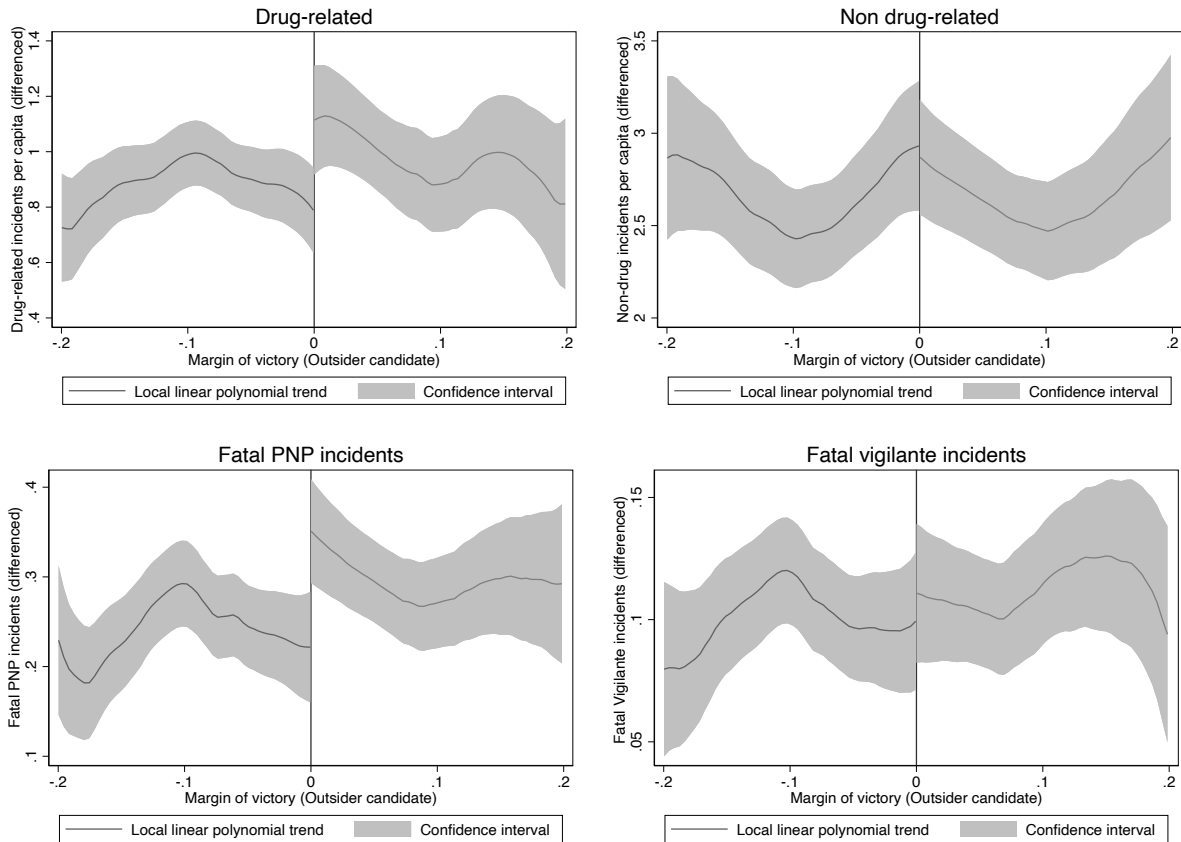 Drug-related
Drug-related incidents per capita (differenced)
1.4
1.2
1
.8
.6
.4
-.2 -.1 0 .1 .2
Margin of victory (Outsider candidate)
Local linear polynomial trend Confidence interval
Non drug-related
Non-drug incidents per capita (differenced)
3.5
3
2.5
2
-.2 -.1 0 .1 .2
Margin of victory (Outsider candidate)
Local linear polynomial trend Confidence interval
Fatal PNP incidents
Fatal PNP incidents (differenced)
.4
.3
.2
.1
-.2 -.1 0 .1 .2
Margin of victory (Outsider candidate)
Local linear polynomial trend Confidence interval
Fatal vigilante incidents
Fatal Vigilante incidents (differenced)
.15
.1
.05
-.2 -.1 0 .1 .2
Margin of victory (Outsider candidate)
Local linear polynomial trend Confidence interval